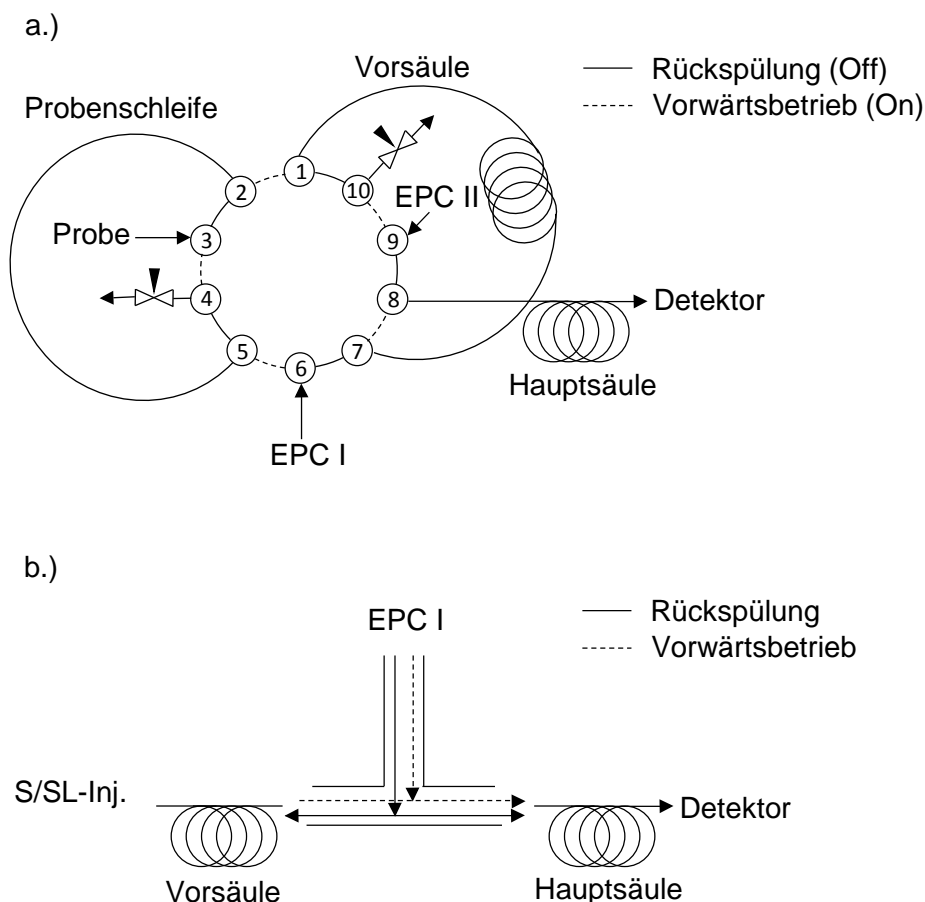 a.)
Vorsäule
Rückspülung (Off)
Vorwärtsbetrieb (On)
Probenschleife
1
2
10
EPC II
Probe
3
9
4
8
Detektor
5
7
6
Hauptsäule
EPC I
b.)
EPC I
Rückspülung
Vorwärtsbetrieb
S/SL-Inj.
Detektor
Vorsäule
Hauptsäule